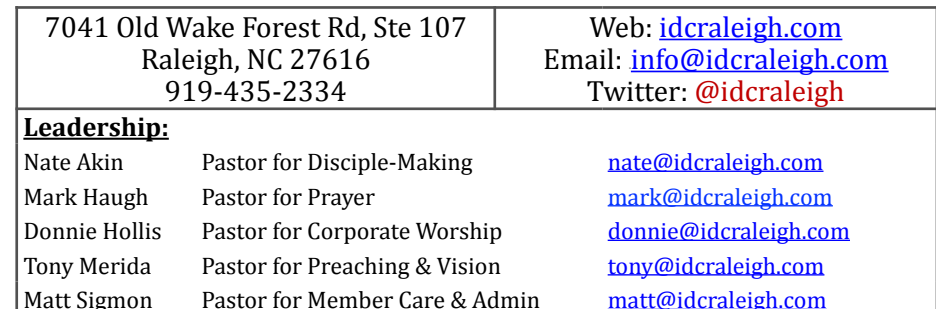 7041 Old Wake Forest Rd, Ste 107
Raleigh, NC 27616
919-435-2334
Web: idcraleigh.com
Email: info@idcraleigh.com
Twitter: @idcraleigh
Leadership:
Nate Akin Pastor for Disciple-Making nate@idcraleigh.com
Mark Haugh Pastor for Prayer mark@idcraleigh.com
Donnie Hollis Pastor for Corporate Worship donnie@idcraleigh.com
Tony Merida Pastor for Preaching & Vision tony@idcraleigh.com
Matt Sigmon Pastor for Member Care & Admin matt@idcraleigh.com